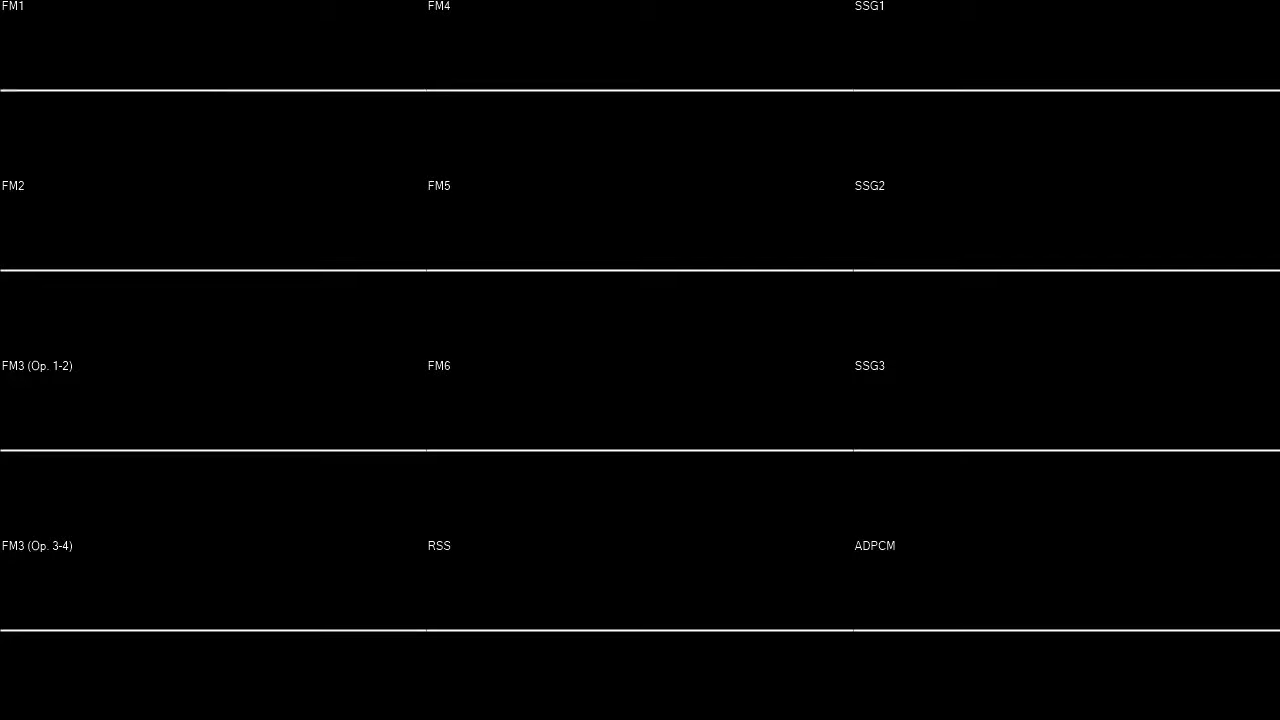 FM1
FM4
SSG1
FM2
FM5
SSG2
FM3 (Op. 1-2)
FM6
SSG3
FM3 (Op. 3-4)
RSS
ADPCM